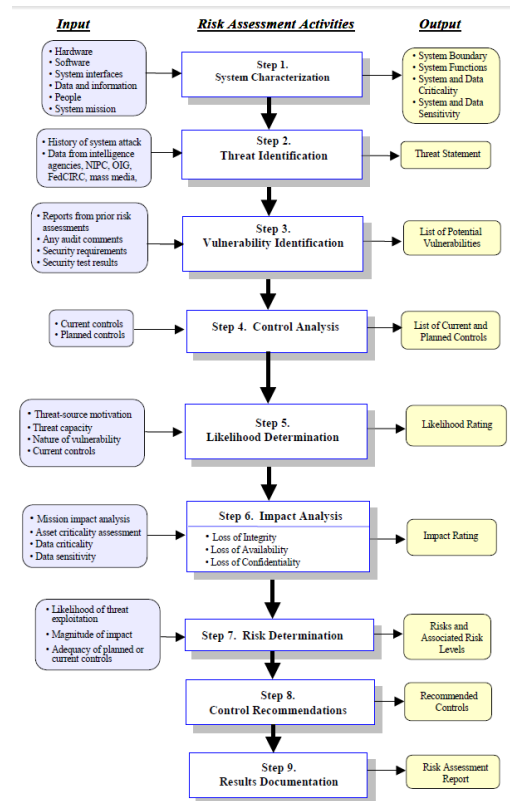 Input
Risk Assessment Activities
Output
• Hardware
• Software
• System interfaces
• Data and information
• People
• System mission
Step 1.
System Characterization
• System Boundary
• System Functions
• System and Data
Criticality
• System and Data
Sensitivity
• History of system attack
• Data from intelligence
agencies, NIPC, OIG,
FedCIRC, mass media,
Step 2.
Threat Identification
Threat Statement
• Reports from prior risk
assessments
• Any audit comments
• Security requirements
• Security test results
Step 3.
Vulnerability Identification
List of Potential
Vulnerabilities
• Current controls
• Planned controls
Step 4. Control Analysis
List of Current and
Planned Controls
• Threat-source motivation
• Threat capacity
• Nature of vulnerability
• Current controls
Step 5.
Likelihood Determination
Likelihood Rating
• Mission impact analysis
• Asset criticality assessment
• Data criticality
• Data sensitivity
Step 6. Impact Analysis
• Loss of Integrity
• Loss of Availability
• Loss of Confidentiality
Impact Rating
• Likelihood of threat
exploitation
• Magnitude of impact
• Adequacy of planned or
current controls
Step 7. Risk Determination
Risks and
Associated Risk
Levels
Step 8.
Control Recommendations
Recommended
Controls
Step 9.
Results Documentation
Risk Assessment
Report